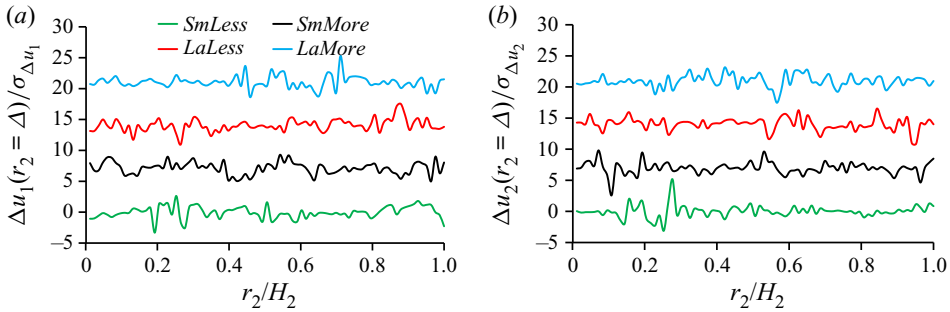 (a)
SmLess
SmMore
LaLess
LaMore
30
25
20
15
10
5
0
−5
Δu₁(r₂ = Δ)/σ_Δu₁
0 0.2 0.4 0.6 0.8 1.0
r₂/H₂
(b)
30
25
20
15
10
5
0
−5
Δu₂(r₂ = Δ)/σ_Δu₂
0 0.2 0.4 0.6 0.8 1.0
r₂/H₂